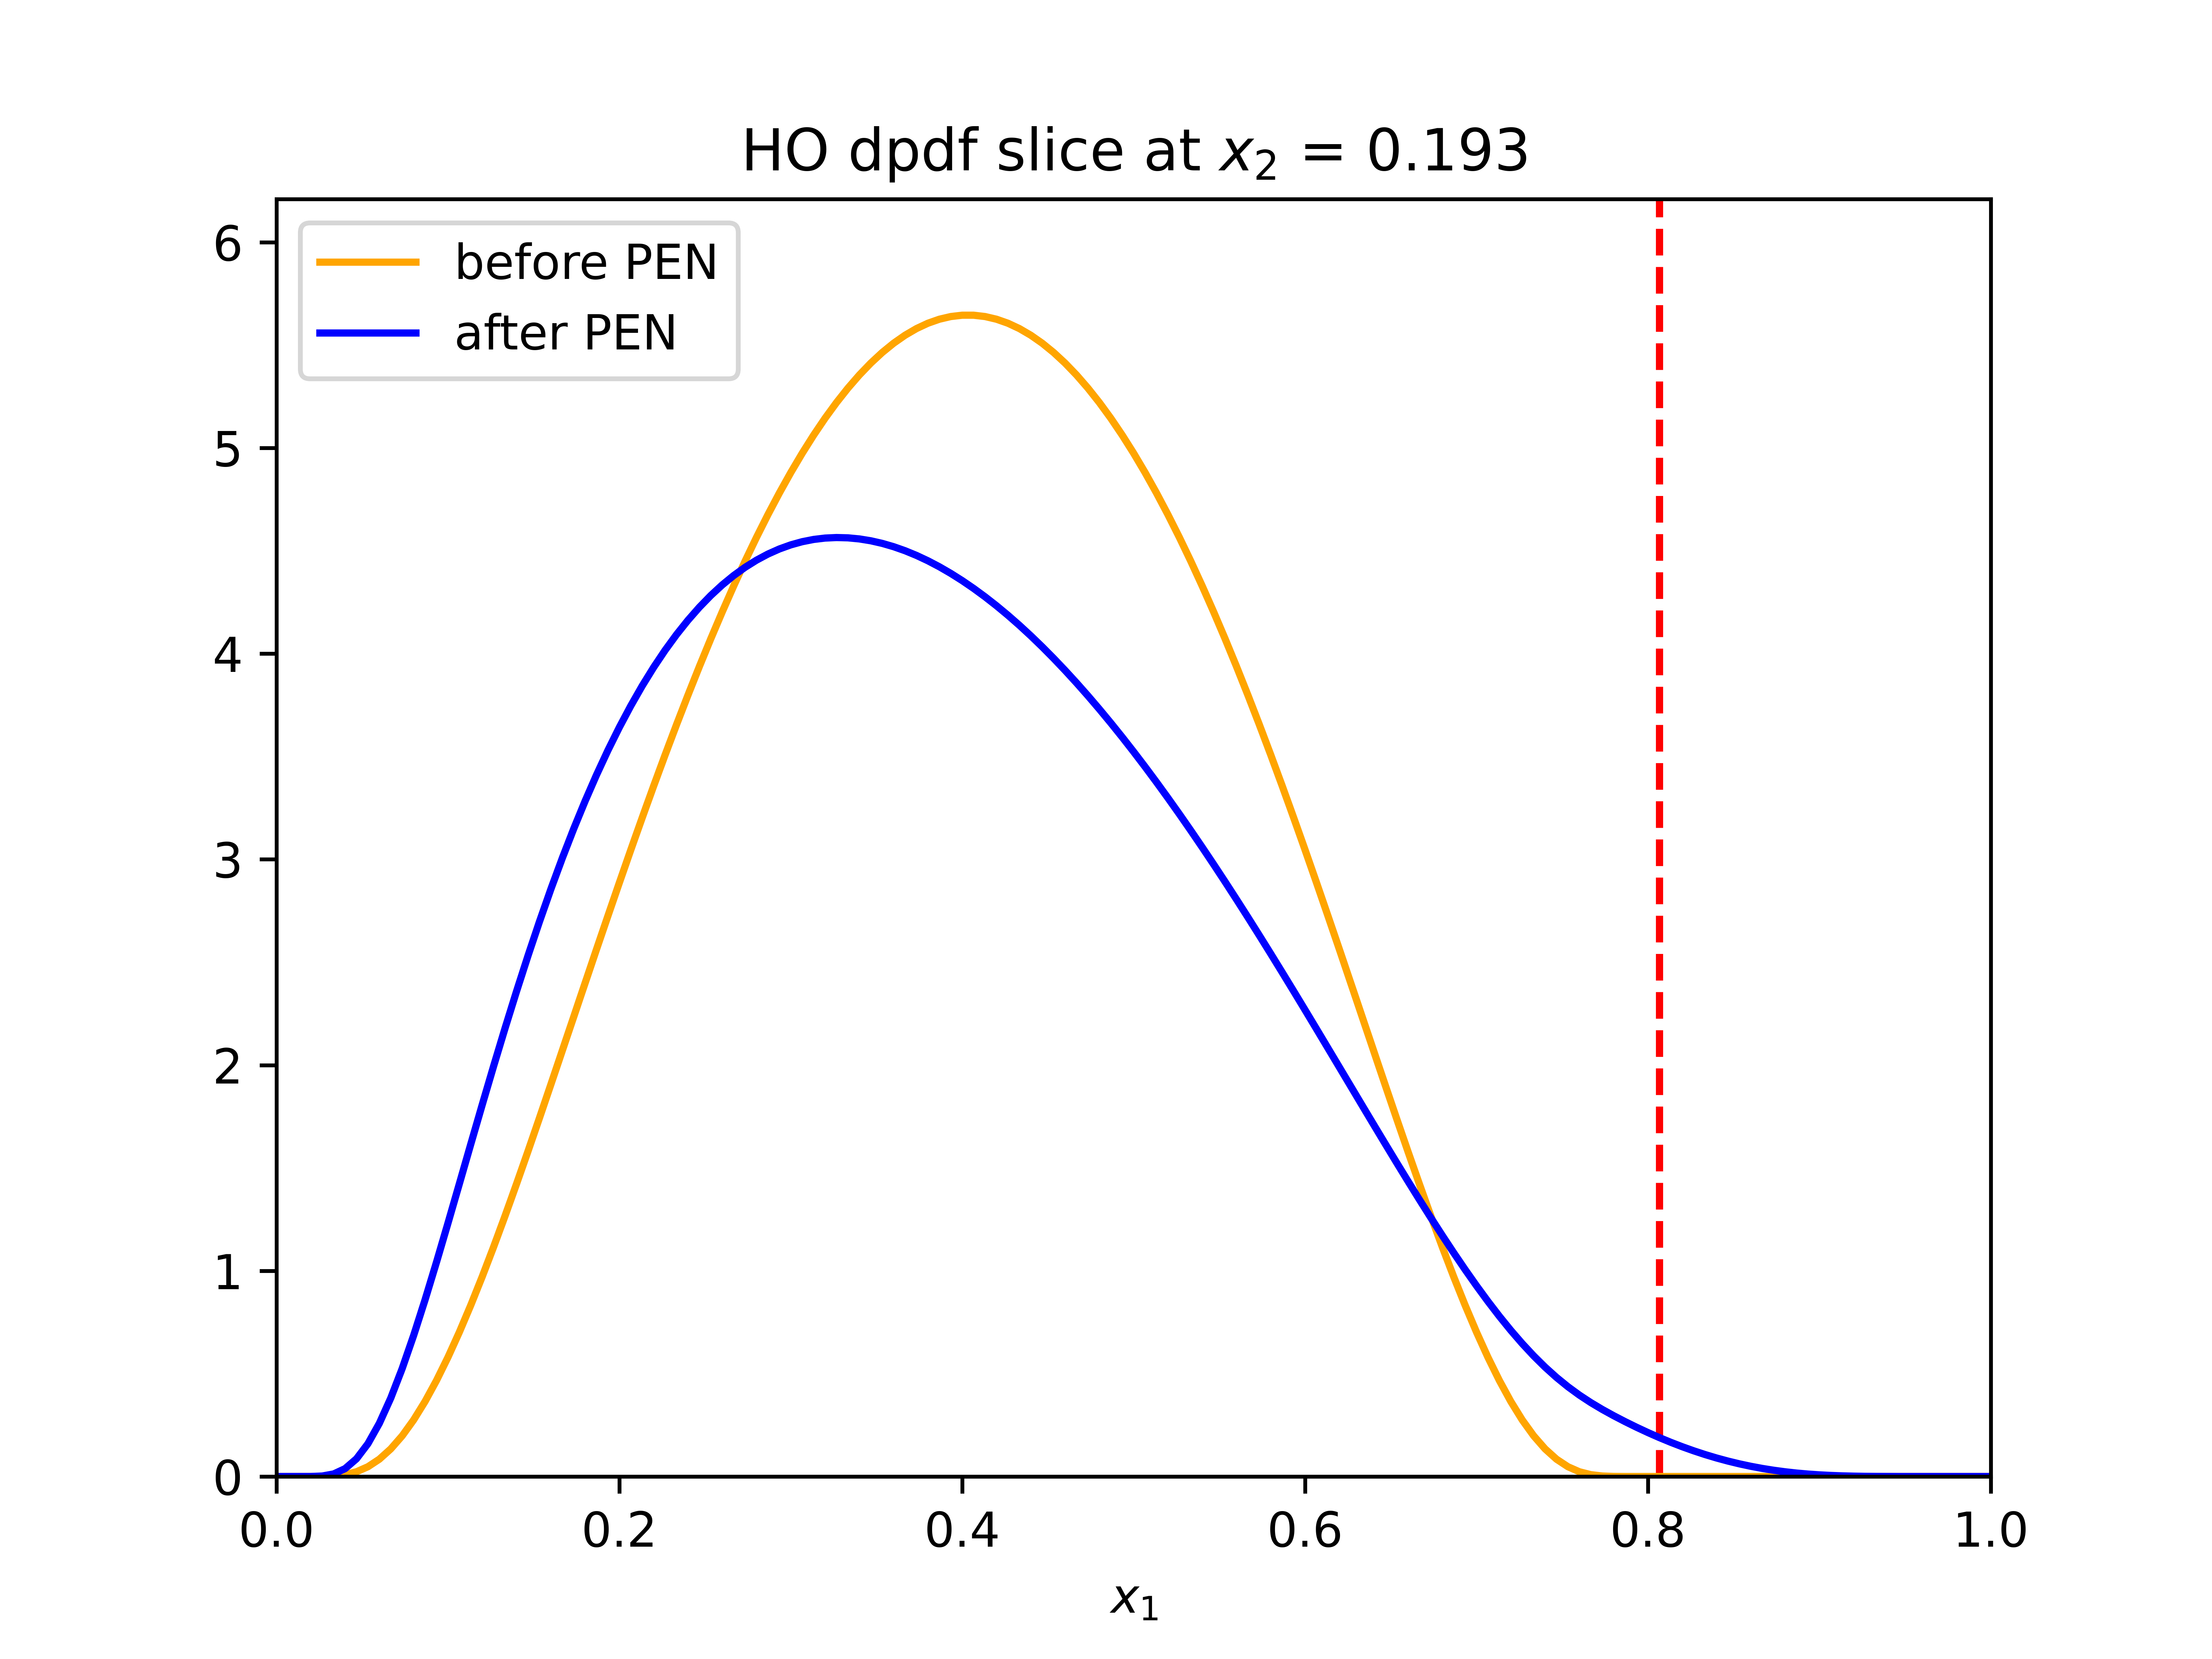 HO dpdf slice at x₂ = 0.193
before PEN
after PEN
6
5
4
3
2
1
0
0.0 0.2 0.4 0.6 0.8 1.0
x₁